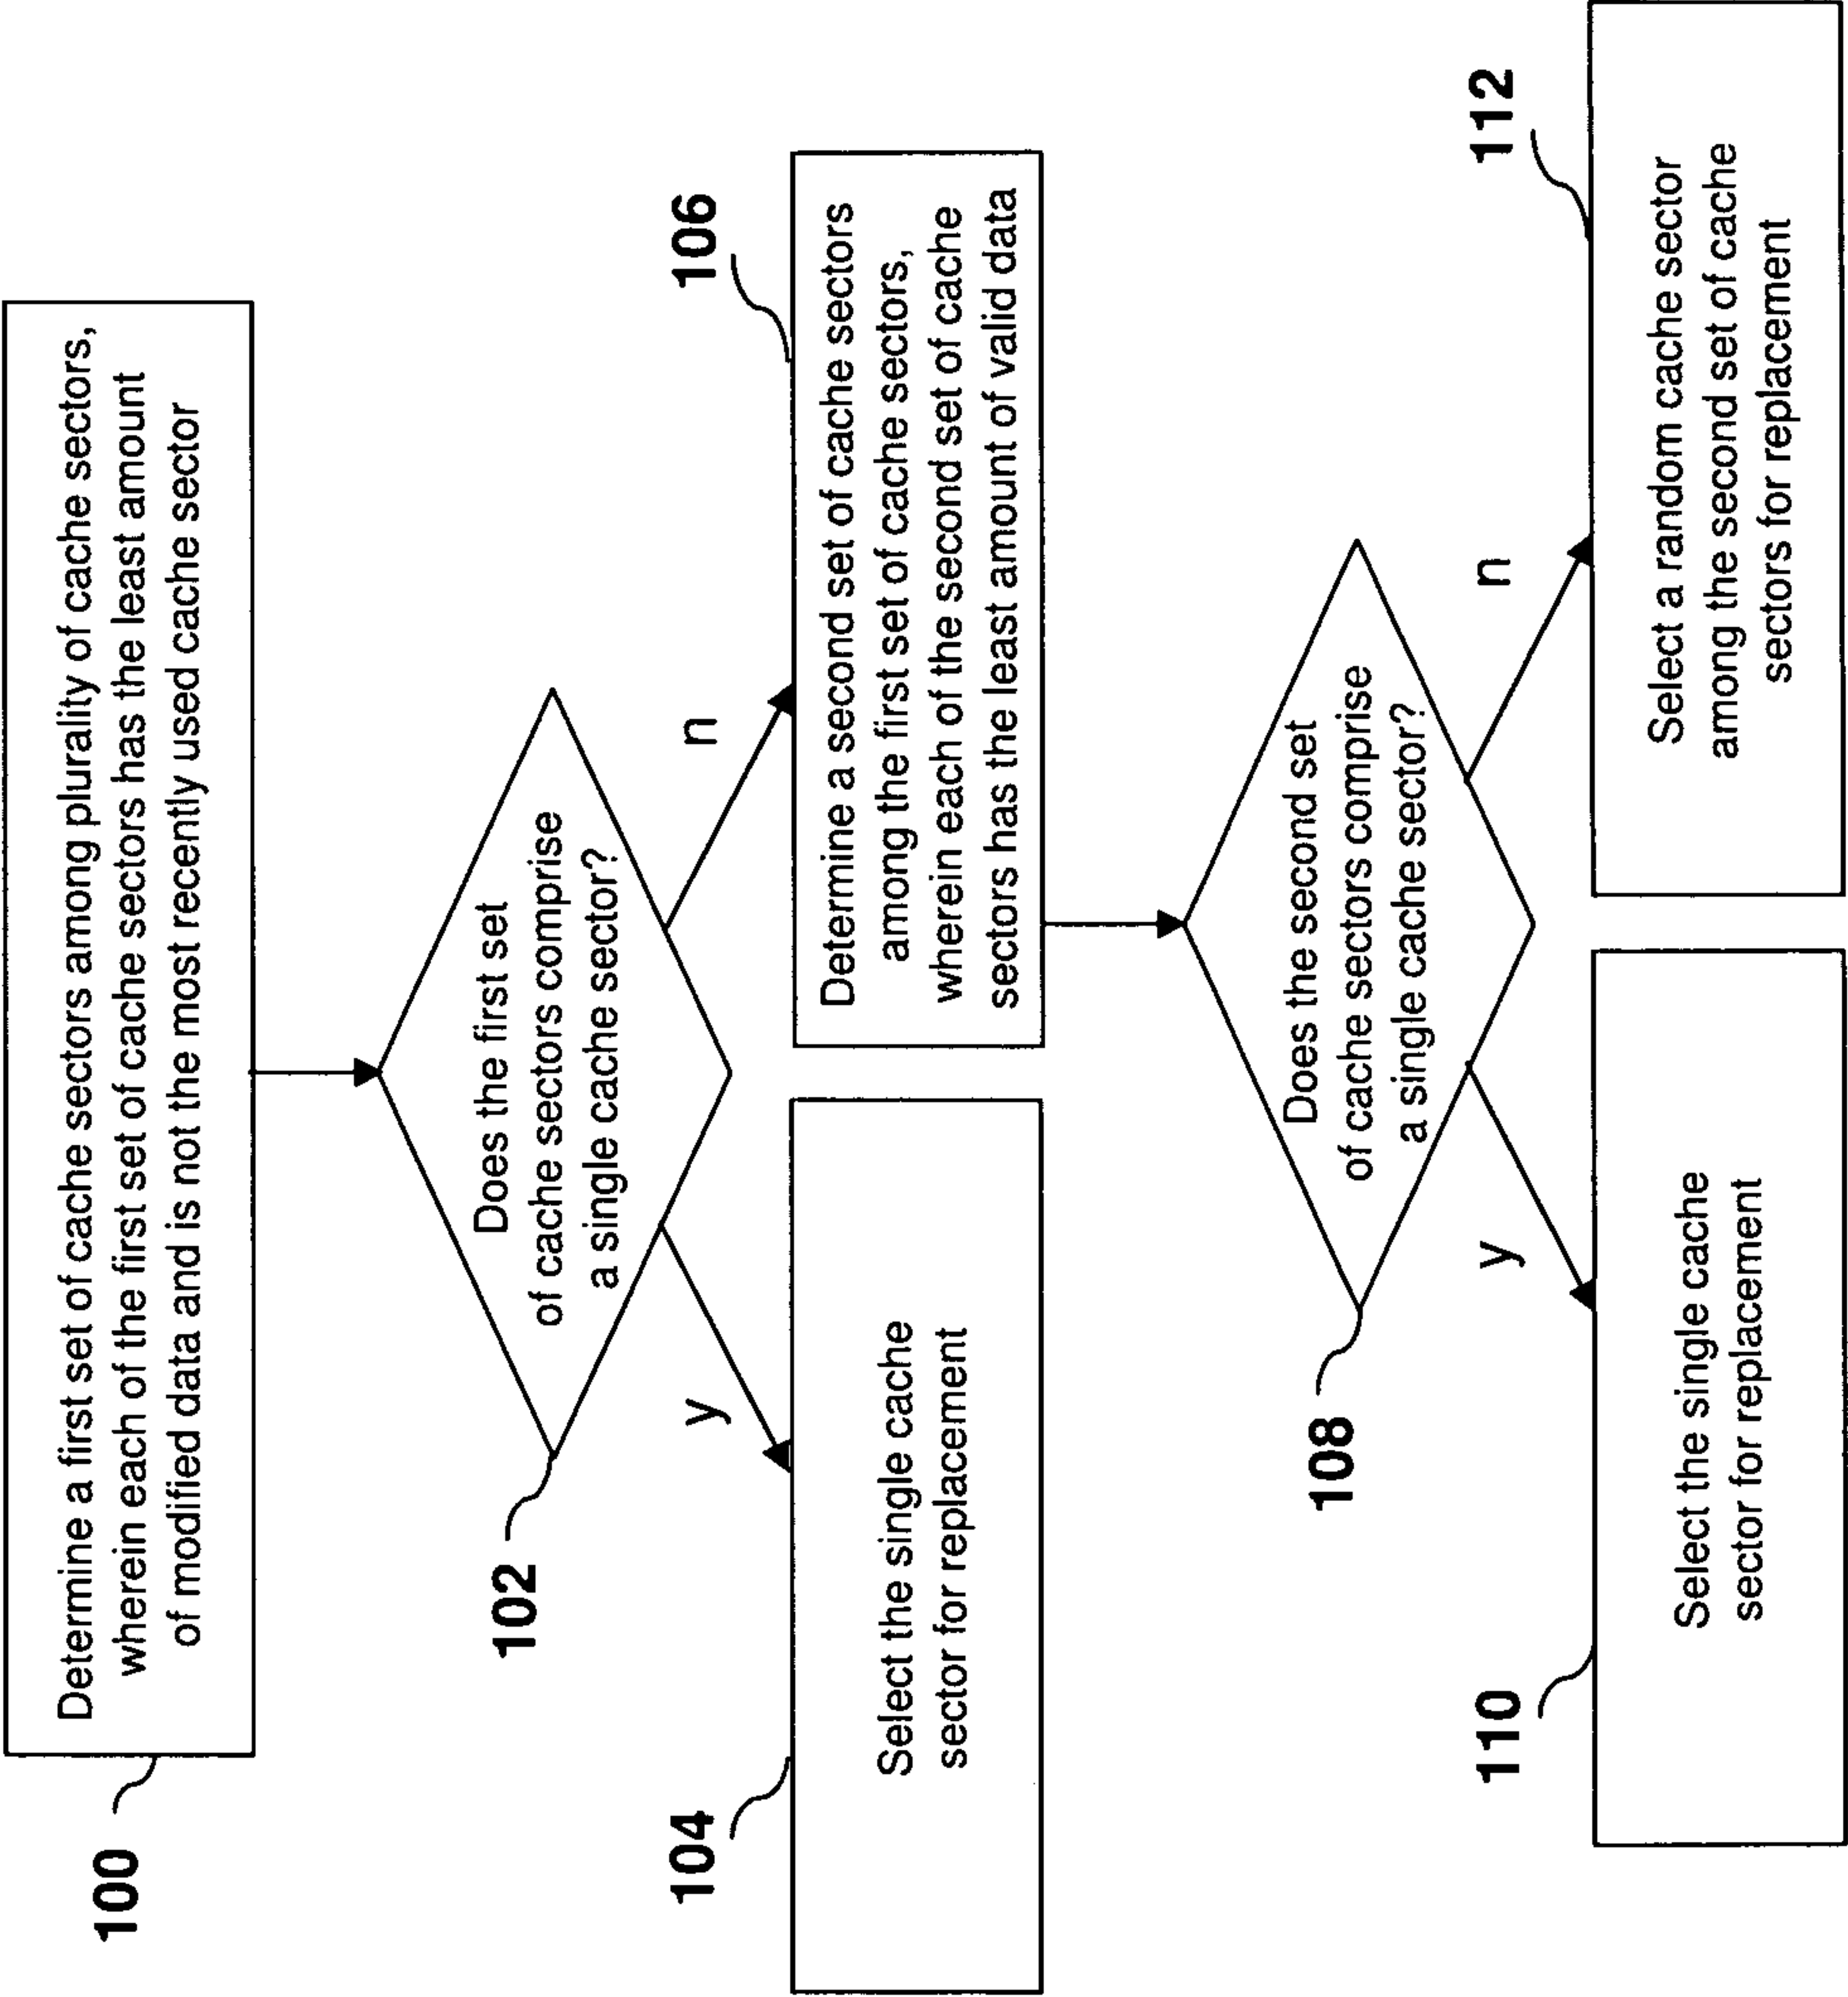 100
Determine a first set of cache sectors among plurality of cache sectors,
wherein each of the first set of cache sectors has the least amount
of modified data and is not the most recently used cache sector
102
Does the first set
of cache sectors comprise
a single cache sector?
y
n
104
Select the single cache
sector for replacement
106
Determine a second set of cache sectors
among the first set of cache sectors,
wherein each of the second set of cache
sectors has the least amount of valid data
108
Does the second set
of cache sectors comprise
a single cache sector?
y
n
110
Select the single cache
sector for replacement
112
Select a random cache sector
among the second set of cache
sectors for replacement